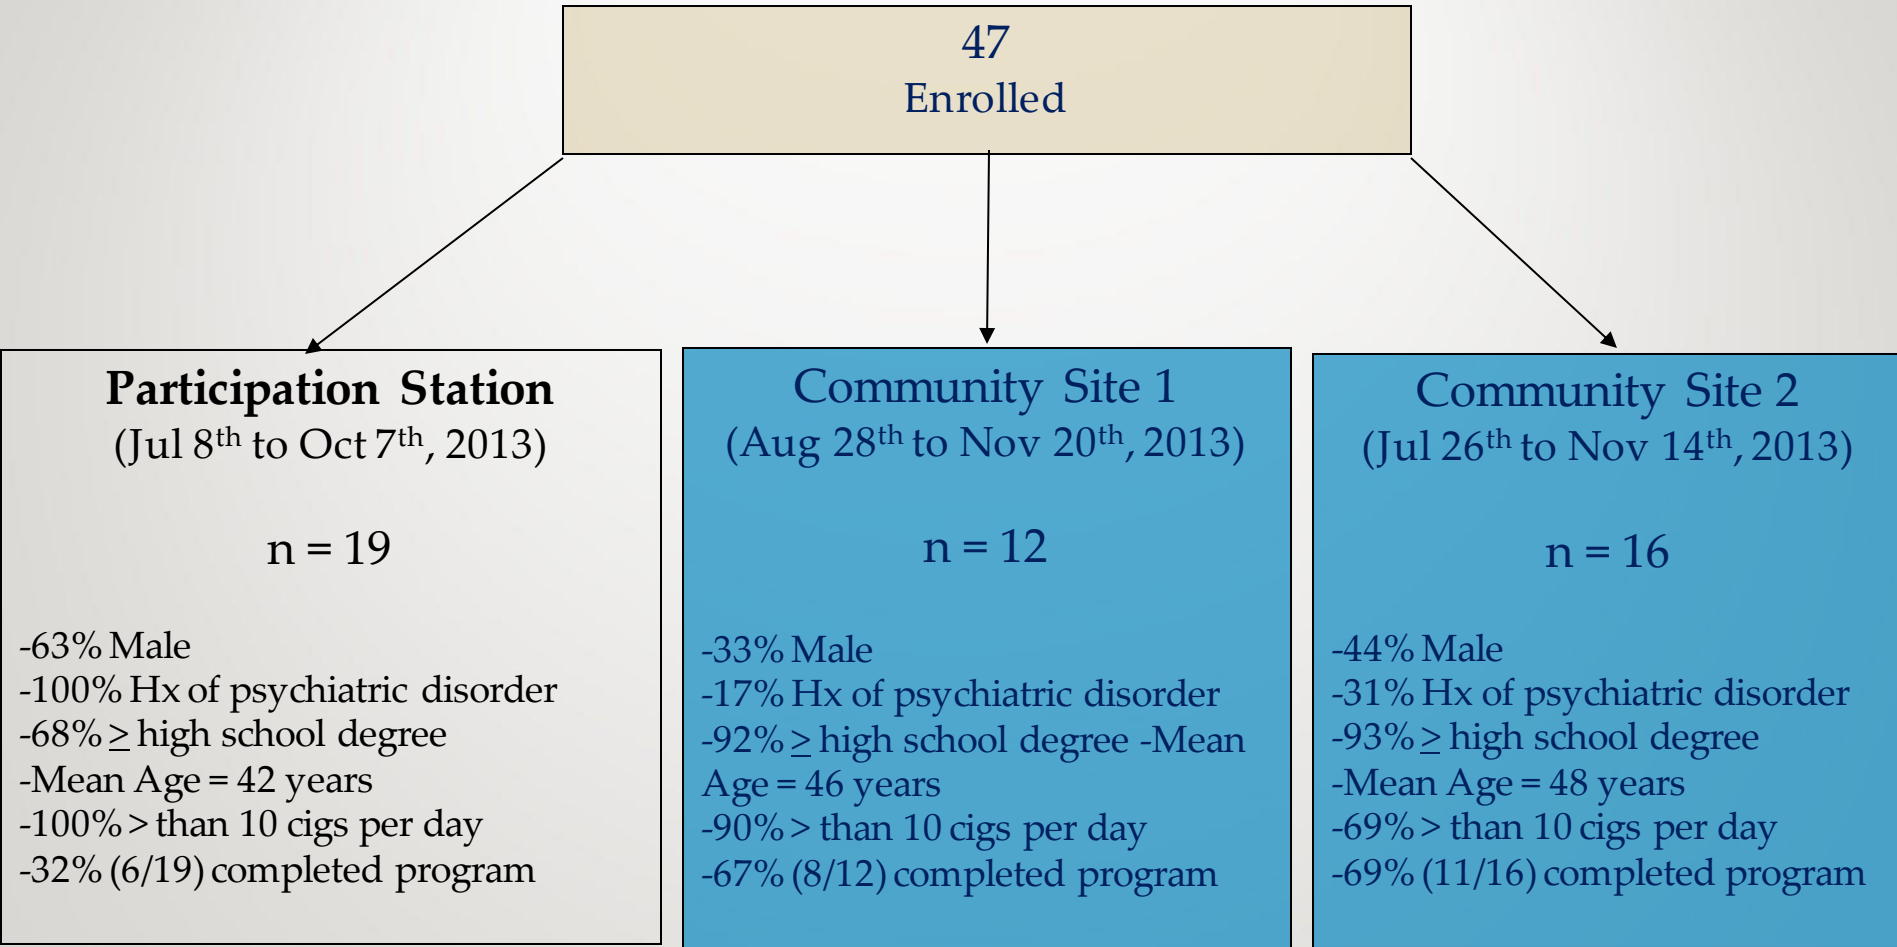 47
Enrolled
Participation Station
(Jul 8th to Oct 7th, 2013)
n = 19
-63% Male
-100% Hx of psychiatric disorder
-68% ≥ high school degree
-Mean Age = 42 years
-100% > than 10 cigs per day
-32% (6/19) completed program
Community Site 1
(Aug 28th to Nov 20th, 2013)
n = 12
-33% Male
-17% Hx of psychiatric disorder
-92% ≥ high school degree -Mean
Age = 46 years
-90% > than 10 cigs per day
-67% (8/12) completed program
Community Site 2
(Jul 26th to Nov 14th, 2013)
n = 16
-44% Male
-31% Hx of psychiatric disorder
-93% ≥ high school degree
-Mean Age = 48 years
-69% > than 10 cigs per day
-69% (11/16) completed program